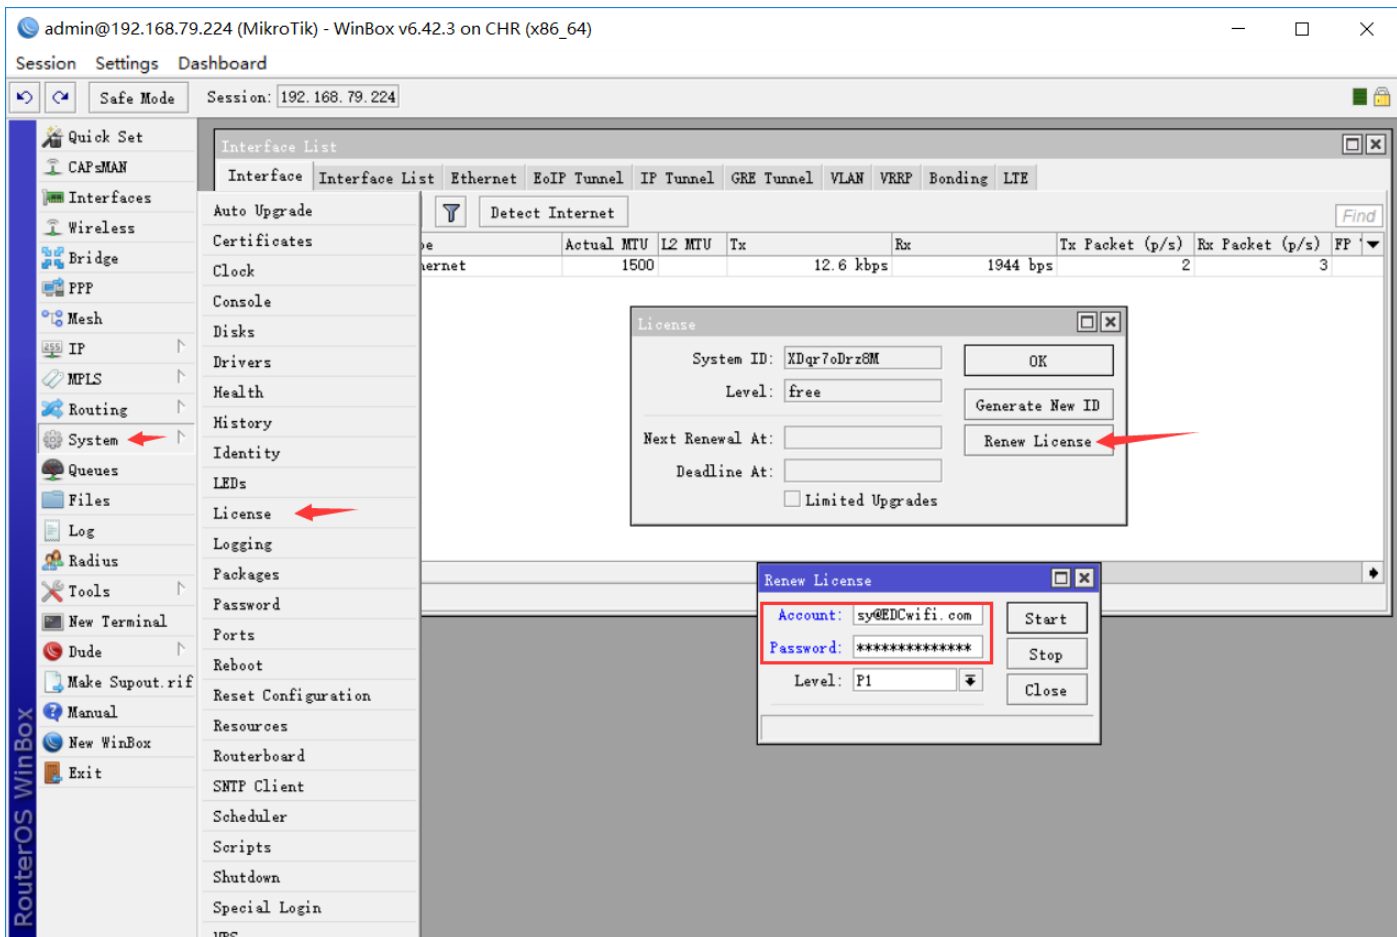 admin@192.168.79.224 (MikroTik) - WinBox v6.42.3 on CHR (x86_64)
Session Settings Dashboard
Safe Mode Session: 192.168.79.224
Quick Set
CAPsMAN
Interfaces
Wireless
Bridge
PPP
Mesh
IP
MPLS
Routing
System
Queues
Files
Log
Radius
Tools
New Terminal
Dude
Make Supout.rif
Manual
New WinBox
Exit
RouterOS WinBox
Auto Upgrade
Certificates
Clock
Console
Disks
Drivers
Health
History
Identity
LEDs
License
Logging
Packages
Password
Ports
Reboot
Reset Configuration
Resources
Routerboard
SNTP Client
Scheduler
Scripts
Shutdown
Special Login
Interface List
Interface Interface List Ethernet EoIP Tunnel IP Tunnel GRE Tunnel VLAN VRRP Bonding LTE
Detect Internet Find
Actual MTU L2 MTU Tx Rx Tx Packet (p/s) Rx Packet (p/s) FP
1500 12.6 kbps 1944 bps 2 3
License
System ID: XDqr7oDrz8M OK
Level: free
Generate New ID
Next Renewal At: Renew License
Deadline At:
Limited Upgrades
Renew License
Account: sy@EDCwifi.com Start
Password: ************** Stop
Level: P1 Close